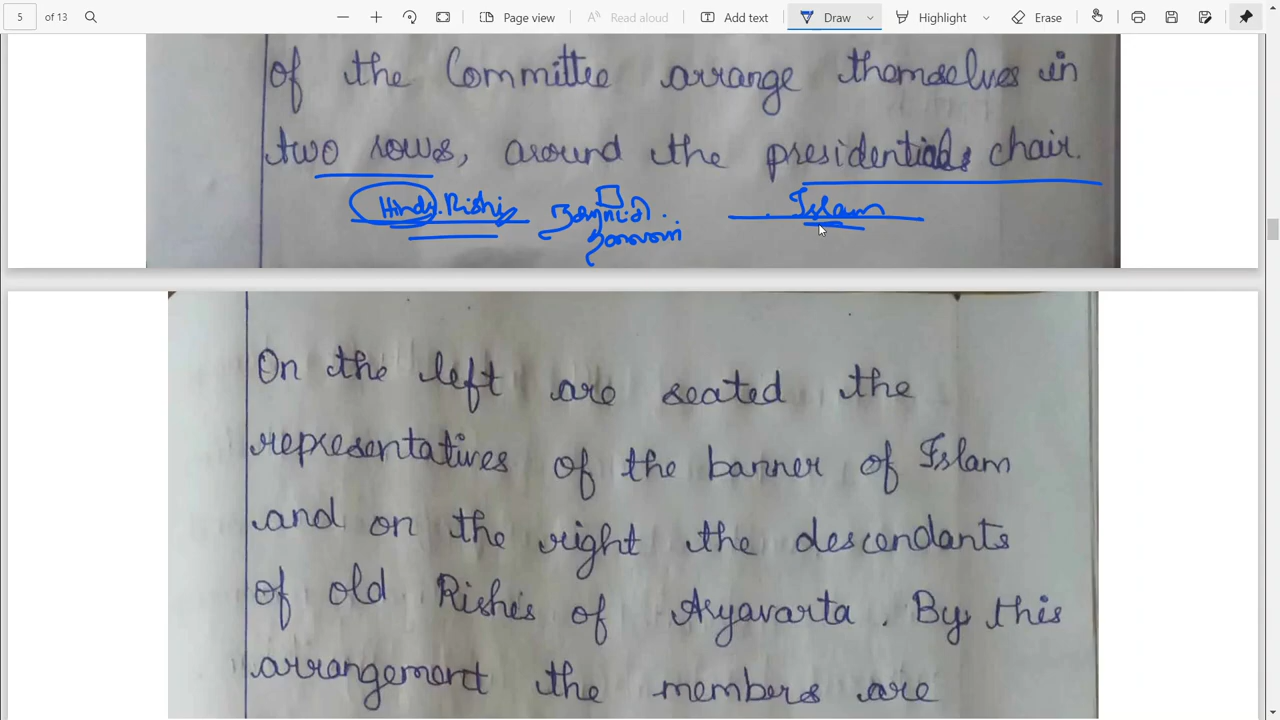 5 of 13
Page view
Read aloud
Add text
Draw
Highlight
Erase
of the Committee arrange themselves in
two rows, around the presidentials chair.
Hindu. Rishis
Islam
On the left are seated the
representatives of the banner of Islam
and on the right the descendants
of old Rishis of Aryavarta. By this
arrangement the members are